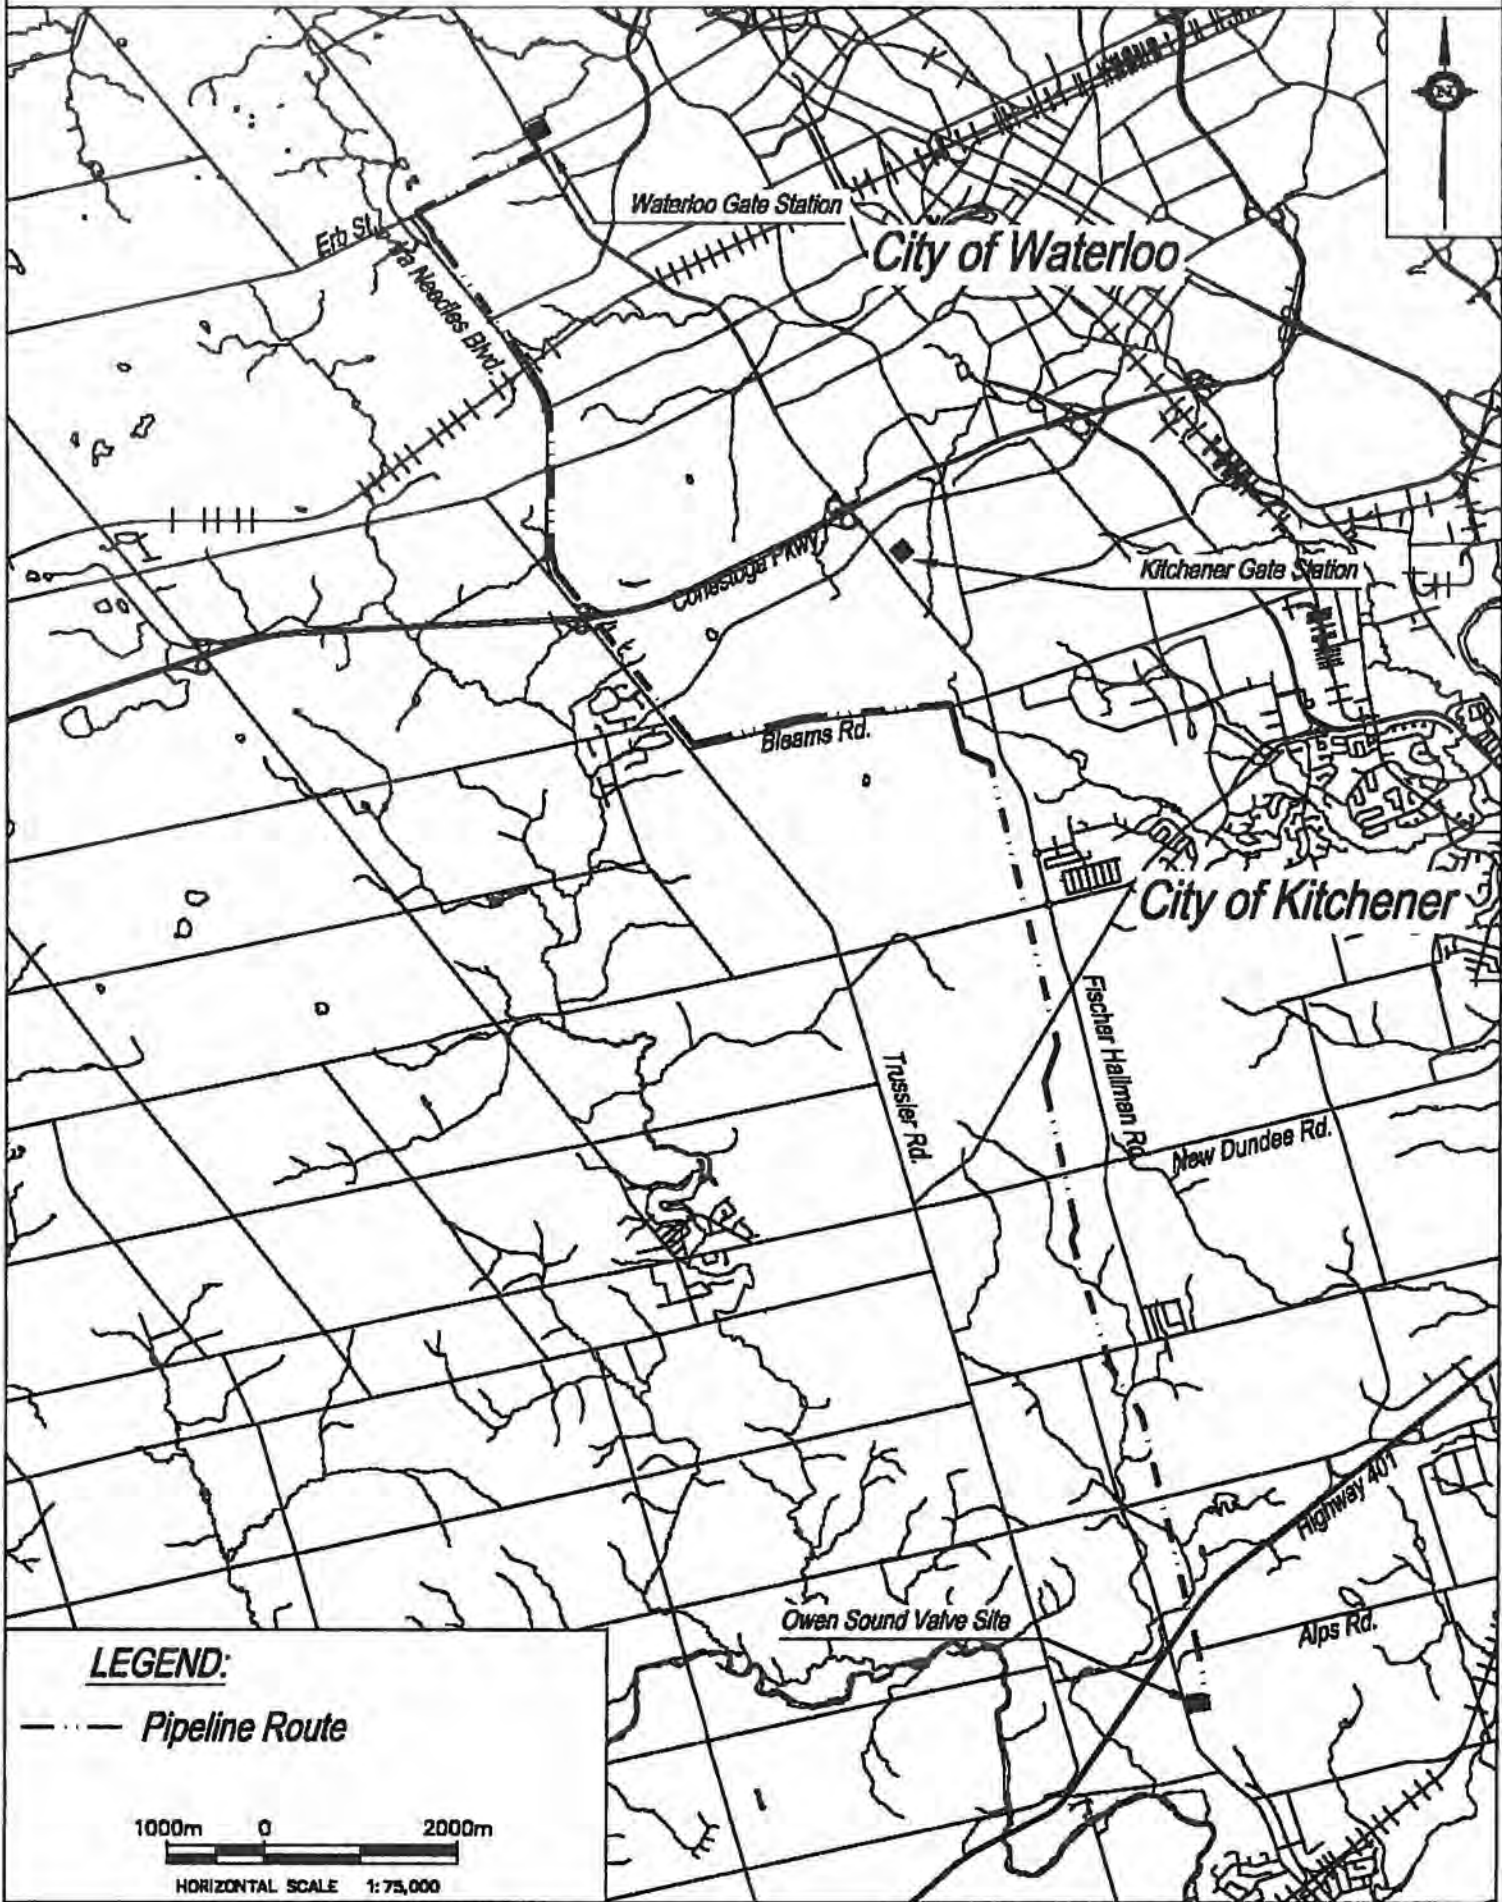 N
Waterloo Gate Station
City of Waterloo
Erb St.
Ira Needles Blvd.
Conestoga Pkwy
Kitchener Gate Station
Bleams Rd.
City of Kitchener
Fischer Hallman Rd.
Trussler Rd.
New Dundee Rd.
Highway 401
Owen Sound Valve Site
Alps Rd.
LEGEND:
Pipeline Route
1000m 0 2000m
HORIZONTAL SCALE 1:75,000